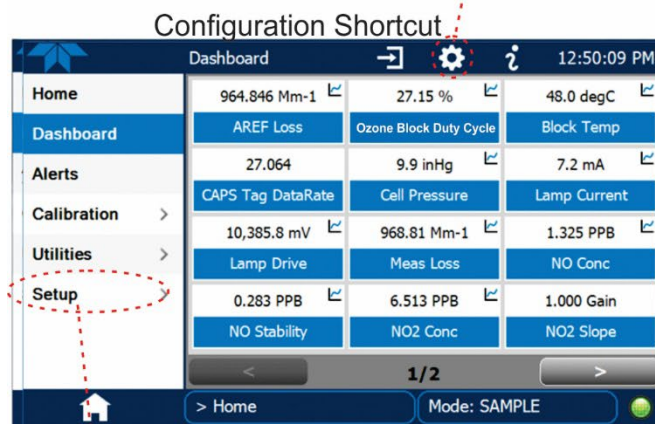 Configuration Shortcut
Dashboard 12:50:09 PM
Home
Dashboard
Alerts
Calibration >
Utilities >
Setup >
964.846 Mm-1 27.15 % 48.0 degC
AREF Loss Ozone Block Duty Cycle Block Temp
27.064 9.9 inHg 7.2 mA
CAPS Tag DataRate Cell Pressure Lamp Current
10,385.8 mV 968.81 Mm-1 1.325 PPB
Lamp Drive Meas Loss NO Conc
0.283 PPB 6.513 PPB 1.000 Gain
NO Stability NO2 Conc NO2 Slope
< 1/2 >
> Home Mode: SAMPLE